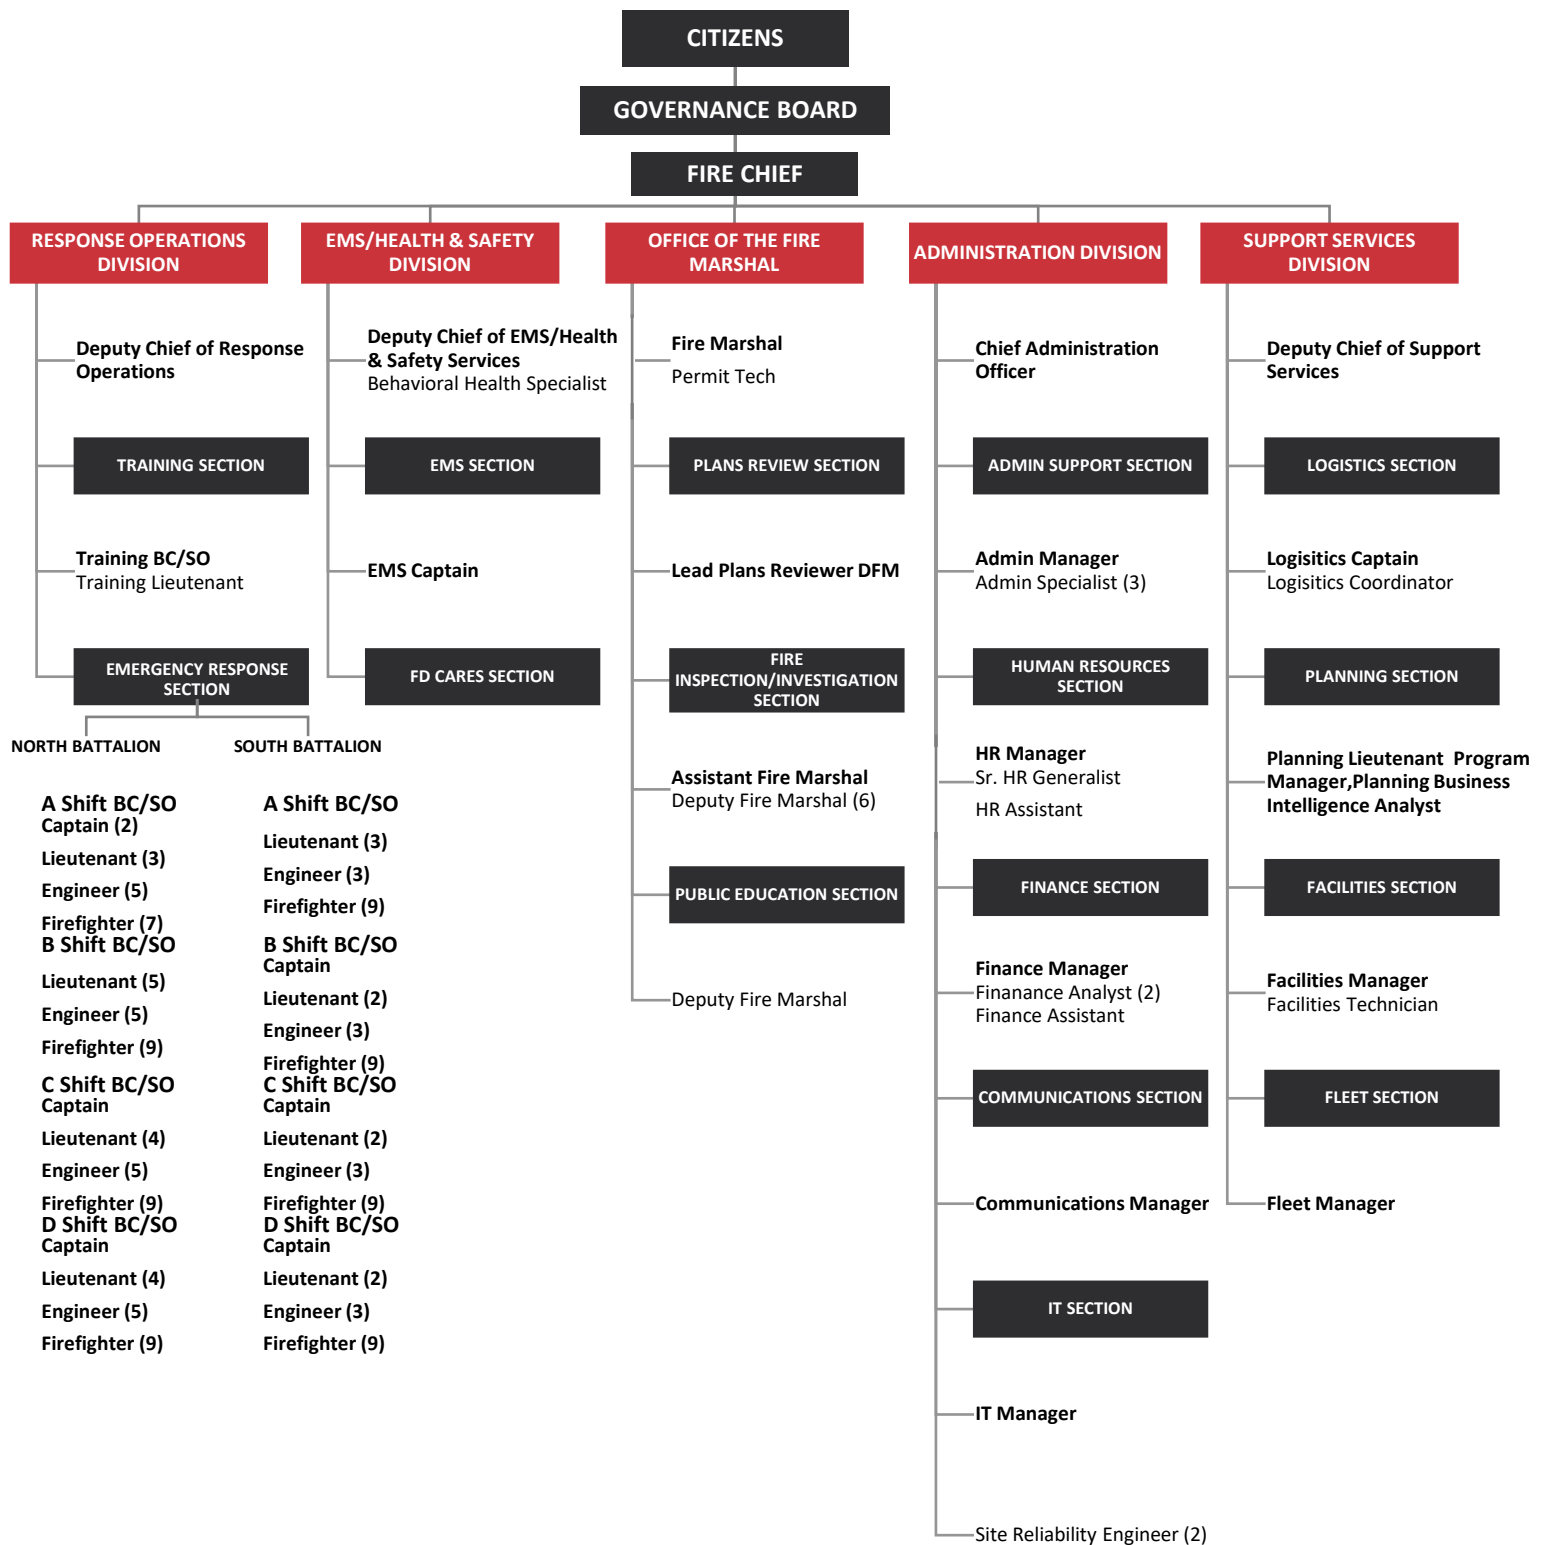 CITIZENS
GOVERNANCE BOARD
FIRE CHIEF
RESPONSE OPERATIONS
DIVISION
Deputy Chief of Response
Operations
TRAINING SECTION
Training BC/SO
Training Lieutenant
EMERGENCY RESPONSE
SECTION
NORTH BATTALION
A Shift BC/SO
Captain (2)
Lieutenant (3)
Engineer (5)
Firefighter (7)
B Shift BC/SO
Lieutenant (5)
Engineer (5)
Firefighter (9)
C Shift BC/SO
Captain
Lieutenant (4)
Engineer (5)
Firefighter (9)
D Shift BC/SO
Captain
Lieutenant (4)
Engineer (5)
Firefighter (9)
SOUTH BATTALION
A Shift BC/SO
Lieutenant (3)
Engineer (3)
Firefighter (9)
B Shift BC/SO
Captain
Lieutenant (2)
Engineer (3)
Firefighter (9)
C Shift BC/SO
Captain
Lieutenant (2)
Engineer (3)
Firefighter (9)
D Shift BC/SO
Captain
Lieutenant (2)
Engineer (3)
Firefighter (9)
EMS/HEALTH & SAFETY
DIVISION
Deputy Chief of EMS/Health
& Safety Services
Behavioral Health Specialist
EMS SECTION
EMS Captain
FD CARES SECTION
OFFICE OF THE FIRE
MARSHAL
Fire Marshal
Permit Tech
PLANS REVIEW SECTION
Lead Plans Reviewer DFM
FIRE
INSPECTION/INVESTIGATION
SECTION
Assistant Fire Marshal
Deputy Fire Marshal (6)
PUBLIC EDUCATION SECTION
Deputy Fire Marshal
ADMINISTRATION DIVISION
Chief Administration
Officer
ADMIN SUPPORT SECTION
Admin Manager
Admin Specialist (3)
HUMAN RESOURCES
SECTION
HR Manager
Sr. HR Generalist
HR Assistant
FINANCE SECTION
Finance Manager
Finanance Analyst (2)
Finance Assistant
COMMUNICATIONS SECTION
Communications Manager
IT SECTION
IT Manager
Site Reliability Engineer (2)
SUPPORT SERVICES
DIVISION
Deputy Chief of Support
Services
LOGISTICS SECTION
Logisitics Captain
Logisitics Coordinator
PLANNING SECTION
Planning Lieutenant  Program
Manager,Planning Business
Intelligence Analyst
FACILITIES SECTION
Facilities Manager
Facilities Technician
FLEET SECTION
Fleet Manager